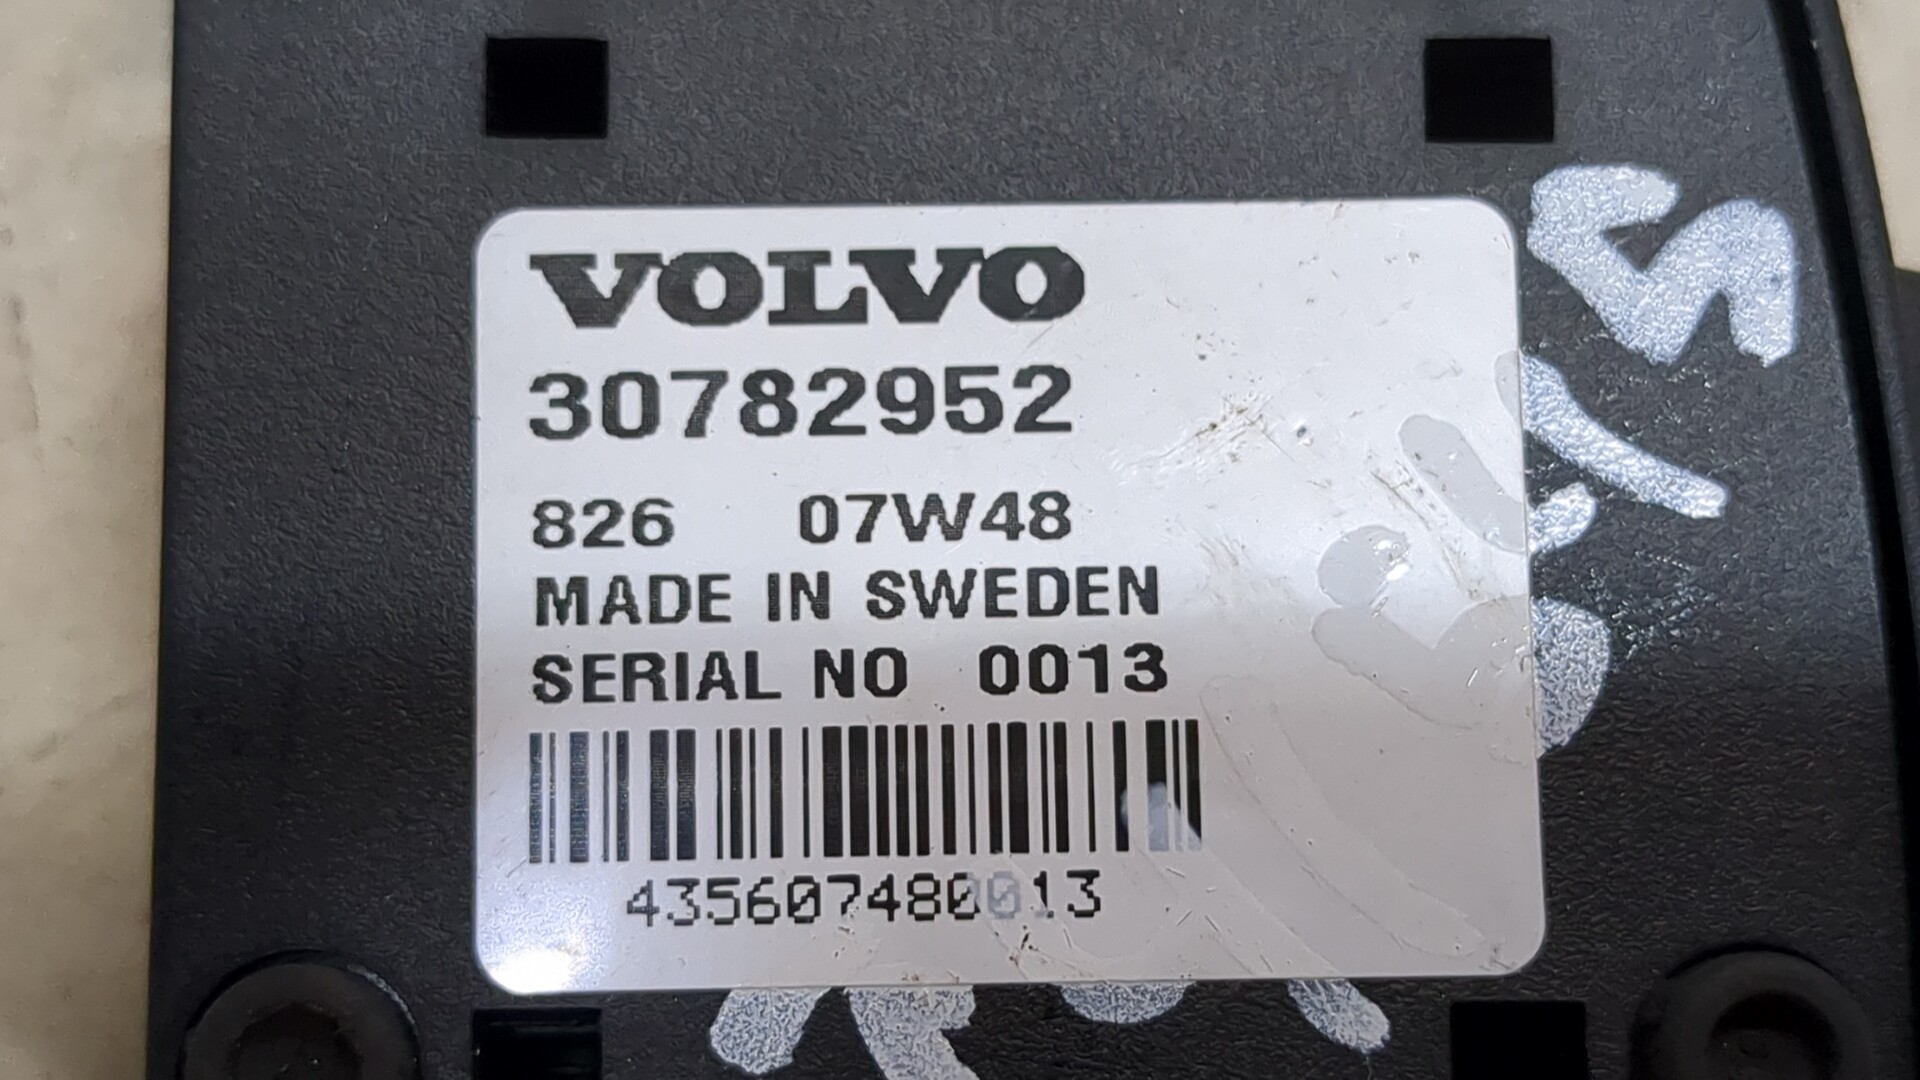 VOLVO
30782952
826 07W48
MADE IN SWEDEN
SERIAL NO 0013
435607480013